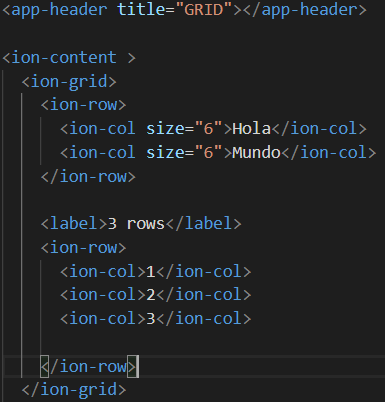 <app-header title="GRID"></app-header>
<ion-content >
<ion-grid>
<ion-row>
<ion-col size="6">Hola</ion-col>
<ion-col size="6">Mundo</ion-col>
</ion-row>
<label>3 rows</label>
<ion-row>
<ion-col>1</ion-col>
<ion-col>2</ion-col>
<ion-col>3</ion-col>
</ion-row>
</ion-grid>